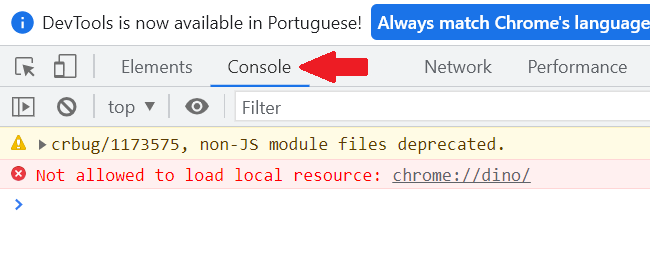 DevTools is now available in Portuguese! Always match Chrome's language
Elements Console Network Performance
top Filter
crbug/1173575, non-JS module files deprecated.
Not allowed to load local resource: chrome://dino/